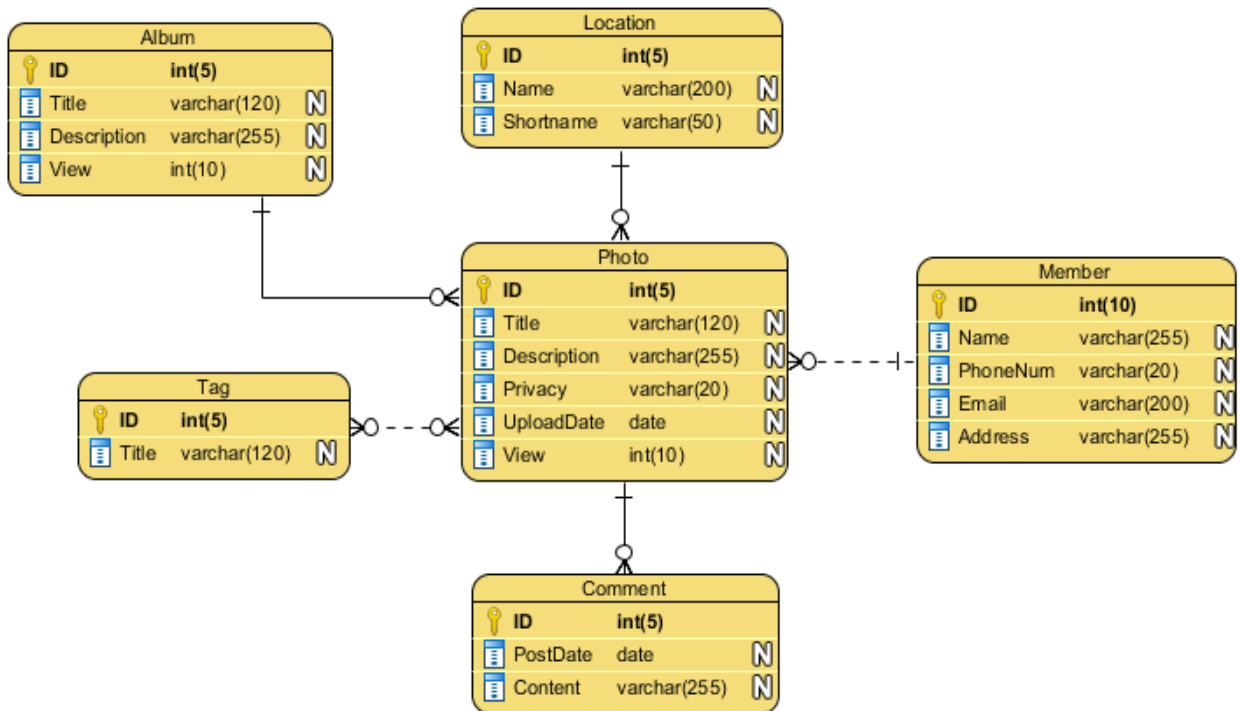 Album
ID int(5)
Title varchar(120) N
Description varchar(255) N
View int(10) N
Location
ID int(5)
Name varchar(200) N
Shortname varchar(50) N
Photo
ID int(5)
Title varchar(120) N
Description varchar(255) N
Privacy varchar(20) N
UploadDate date N
View int(10) N
Member
ID int(10)
Name varchar(255) N
PhoneNum varchar(20) N
Email varchar(200) N
Address varchar(255) N
Tag
ID int(5)
Title varchar(120) N
Comment
ID int(5)
PostDate date N
Content varchar(255) N